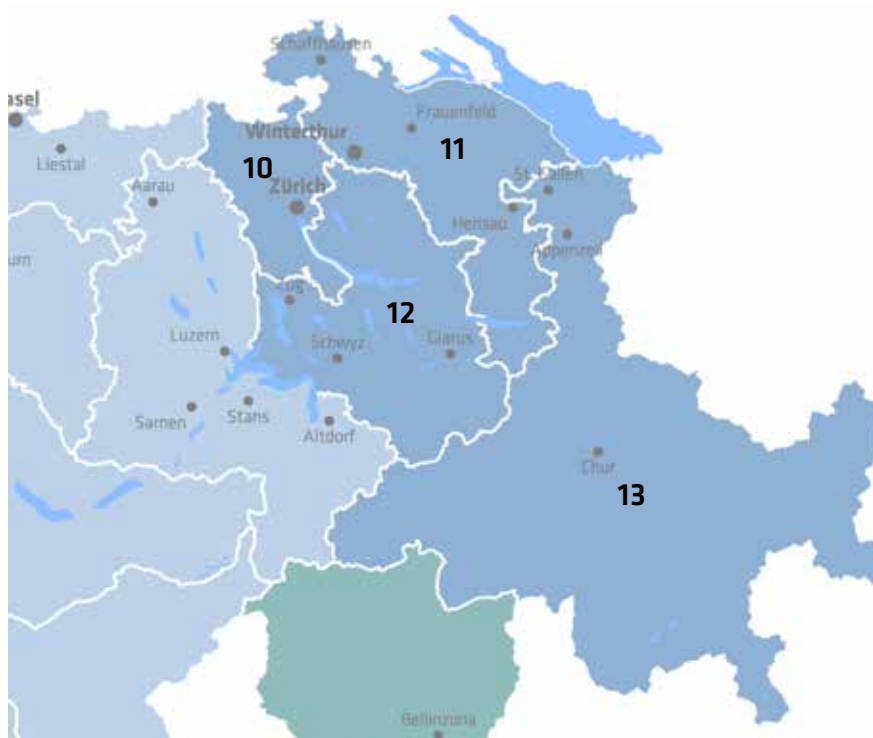 Schaffhausen
asel
Frauenfeld
Winterthur
11
10
Liestal
St. Gallen
Aarau
Zürich
Herisau
Appenzell
Zug
12
Luzern
Schwyz
Glarus
Samen
Stans
Altdorf
Chur
13
Bellinzona